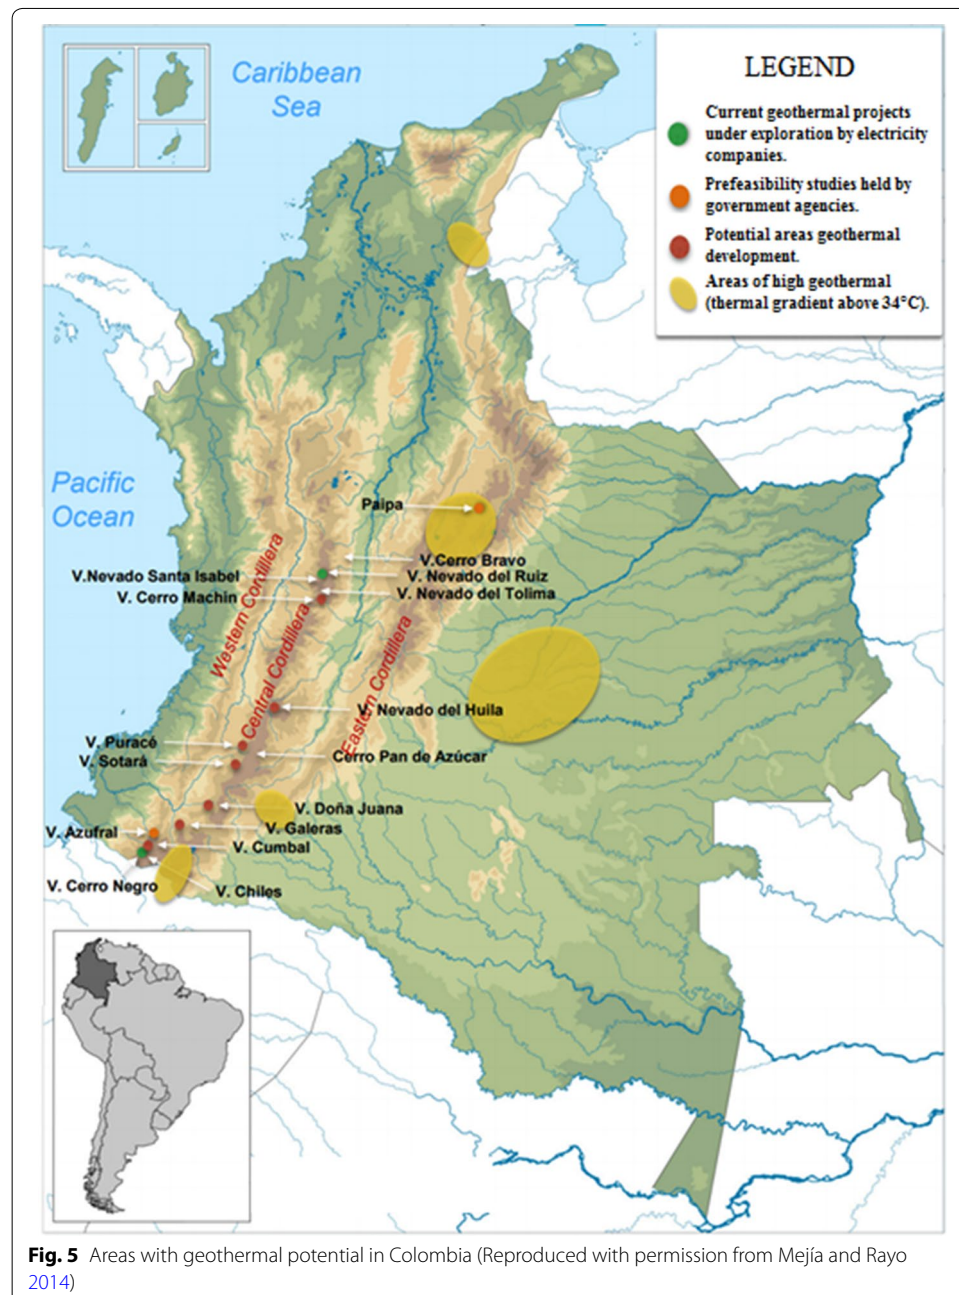 Caribbean
Sea
LEGEND
Current geothermal projects
under exploration by electricity
companies.
Prefeasibility studies held by
government agencies.
Potential areas geothermal
development.
Areas of high geothermal
(thermal gradient above 34°C).
Pacific
Ocean
Paipa
V.Cerro Bravo
V.Nevado Santa Isabel
V. Nevado del Ruiz
V. Cerro Machin
V. Nevado del Tolima
Western Cordillera
Central Cordillera
Eastern Cordillera
V. Nevado del Huila
V. Puracé
V. Sotará
Cerro Pan de Azúcar
V. Doña Juana
V. Azufral
V. Galeras
V. Cumbal
V. Cerro Negro
V. Chiles
Fig. 5 Areas with geothermal potential in Colombia (Reproduced with permission from Mejía and Rayo
2014)